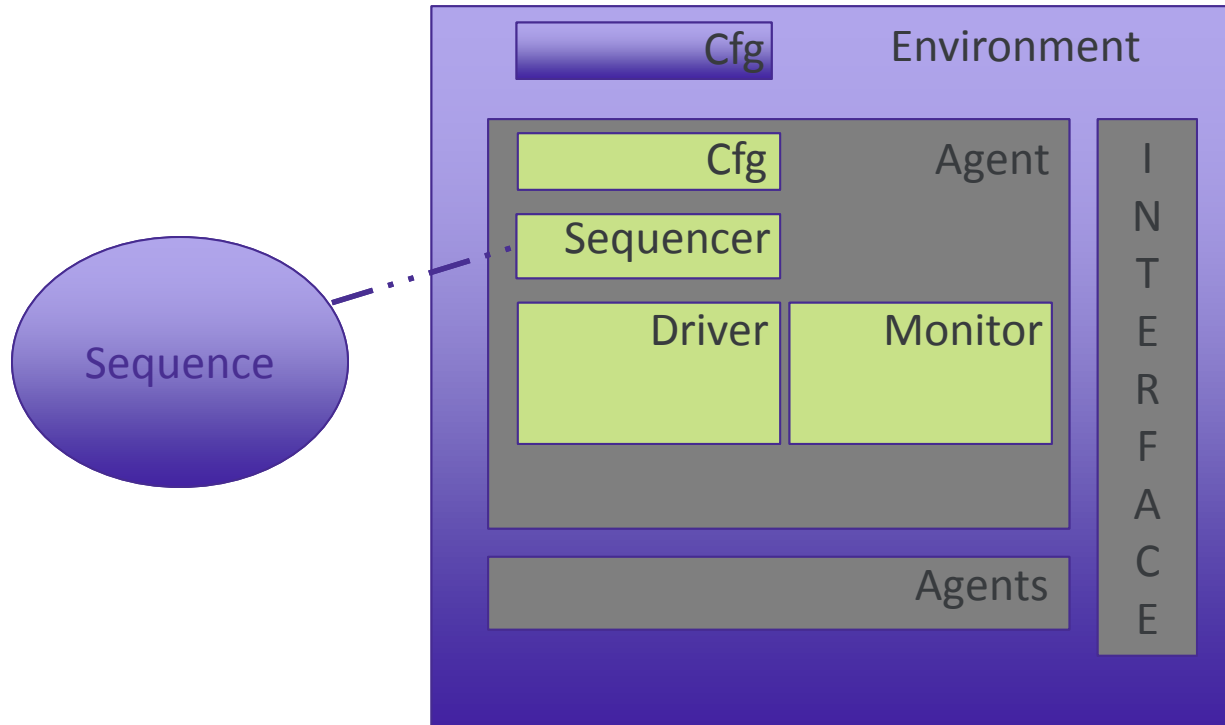 Cfg
Environment
Cfg
Agent
Sequencer
Driver
Monitor
Agents
Sequence
I
N
T
E
R
F
A
C
E